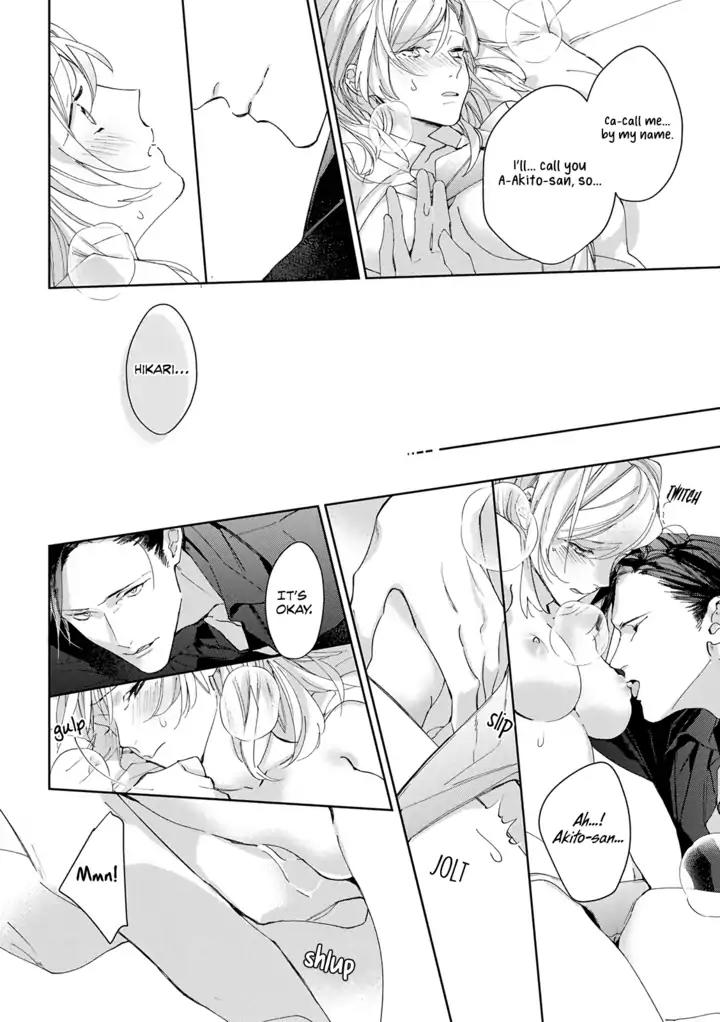 Ca-call me...
by my name.
I'll... call you
A-Akito-san, so...
HIKARI...
TWITCH
Ah...!
Akito-san...
slip
JOLT
IT'S
OKAY.
gulp
Mmn!
shlup